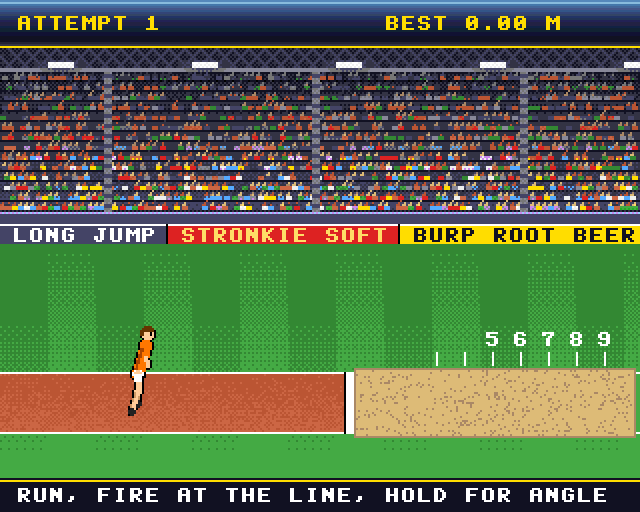 ATTEMPT 1 BEST 0.00 M
LONG JUMP STRONKIE SOFT BURP ROOT BEER
5 6 7 8 9
RUN, FIRE AT THE LINE, HOLD FOR ANGLE